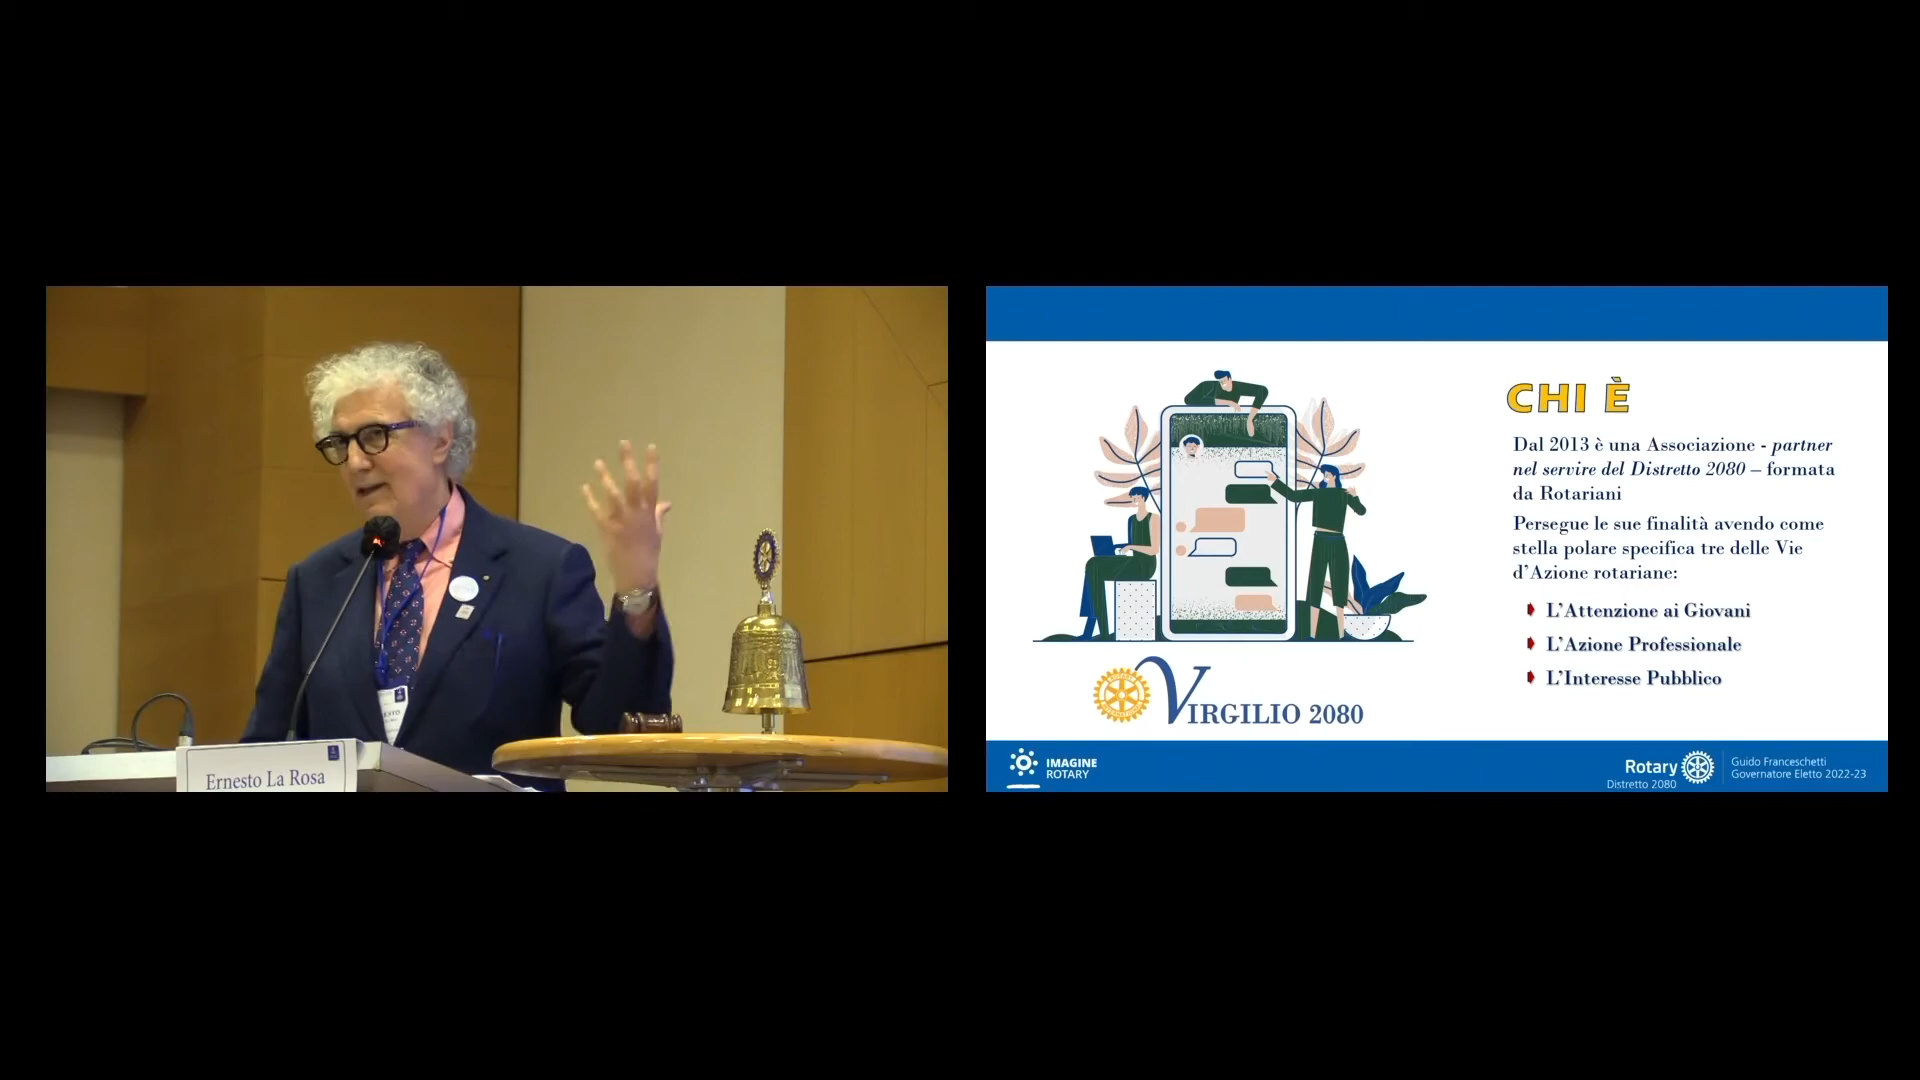 Ernesto La Rosa
CHI È
Dal 2013 è una Associazione - partner
nel servire del Distretto 2080 – formata
da Rotariani
Persegue le sue finalità avendo come
stella polare specifica tre delle Vie
d'Azione rotariane:
L'Attenzione ai Giovani
L'Azione Professionale
L'Interesse Pubblico
VIRGILIO 2080
IMAGINE
ROTARY
Rotary
Distretto 2080
Guido Franceschetti
Governatore Eletto 2022-23